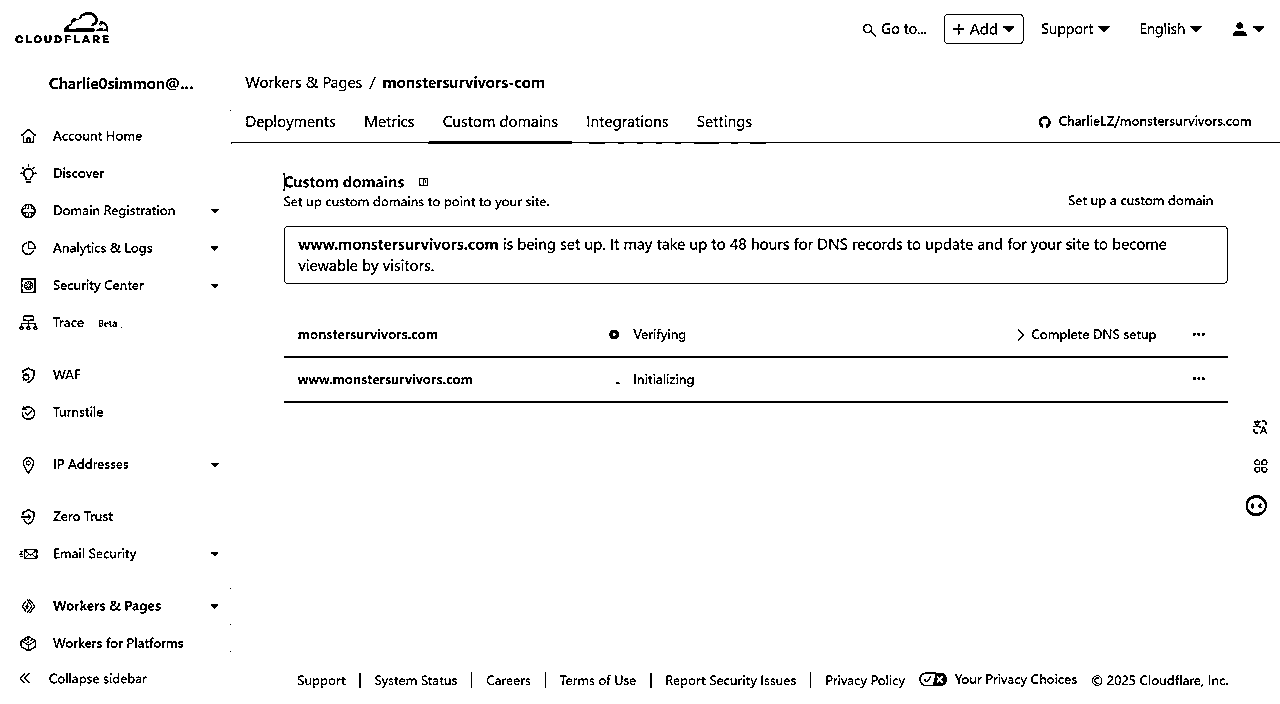 CLOUDFLARE
Go to...
+ Add
Support
English
Charlie0simmon@...
Account Home
Discover
Domain Registration
Analytics & Logs
Security Center
Trace Beta
WAF
Turnstile
IP Addresses
Zero Trust
Email Security
Workers & Pages
Workers for Platforms
Collapse sidebar
Workers & Pages / monstersurvivors-com
Deployments
Metrics
Custom domains
Integrations
Settings
CharlieLZ/monstersurvivors.com
Custom domains
Set up custom domains to point to your site.
Set up a custom domain
www.monstersurvivors.com is being set up. It may take up to 48 hours for DNS records to update and for your site to become
viewable by visitors.
monstersurvivors.com Verifying Complete DNS setup ...
www.monstersurvivors.com Initializing ...
Support | System Status | Careers | Terms of Use | Report Security Issues | Privacy Policy Your Privacy Choices © 2025 Cloudflare, Inc.